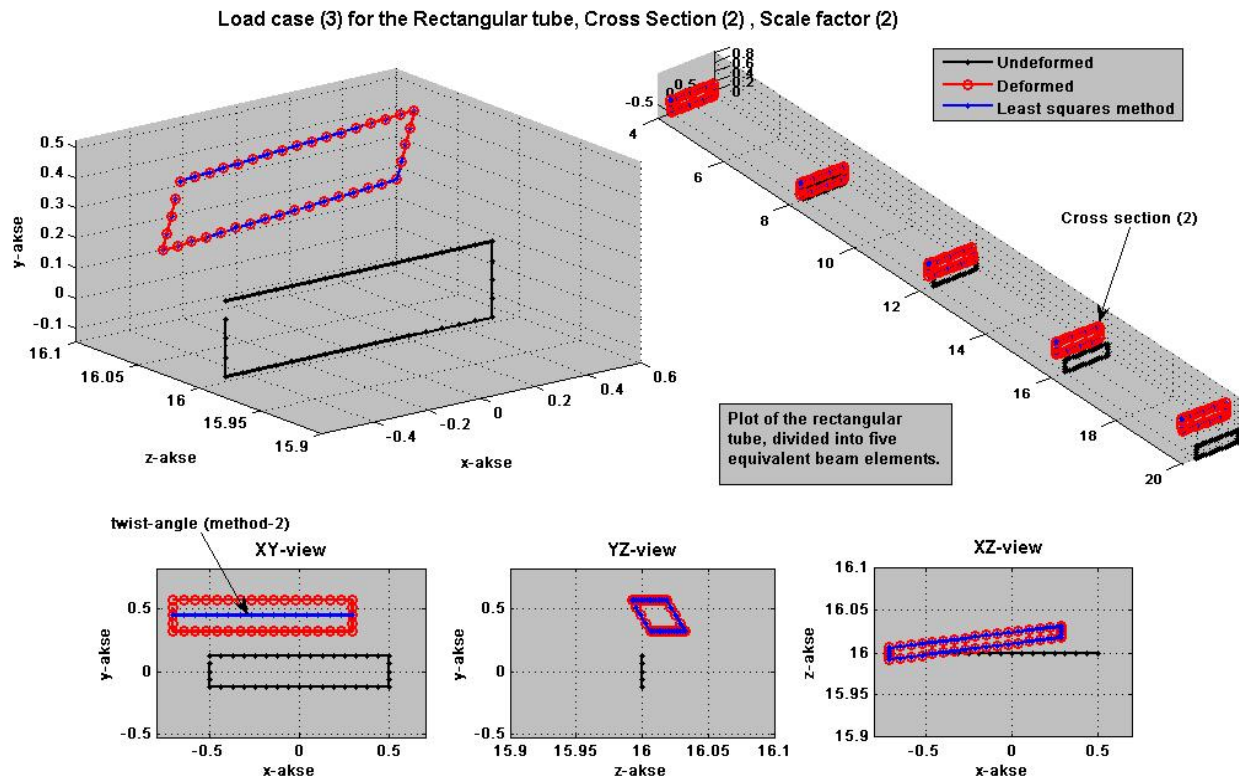 Load case (3) for the Rectangular tube, Cross Section (2) , Scale factor (2)
0.5
0.4
0.3
0.2
0.1
0
-0.1
y-akse
16.1
16.05
16
15.95
15.9
z-akse
-0.4
-0.2
0
0.2
0.4
0.6
x-akse
0.8
0.6
0.4
0.2
0
0.5
0
-0.5
4
6
8
10
12
14
16
18
20
Undeformed
Deformed
Least squares method
Cross section (2)
Plot of the rectangular
tube, divided into five
equivalent beam elements.
twist-angle (method-2)
XY-view
0.5
0
-0.5
y-akse
-0.5
0
0.5
x-akse
YZ-view
0.5
0
-0.5
y-akse
15.9
15.95
16
16.05
16.1
z-akse
XZ-view
16.1
16.05
16
15.95
15.9
z-akse
-0.5
0
0.5
x-akse